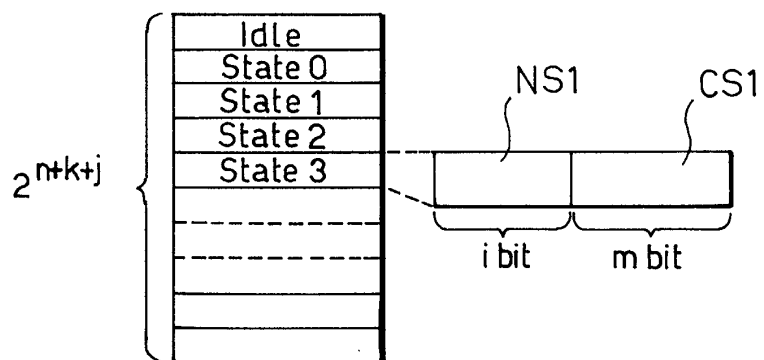 Idle
State 0
State 1
State 2
State 3
2^n+k+j
NS1
CS1
i bit
m bit